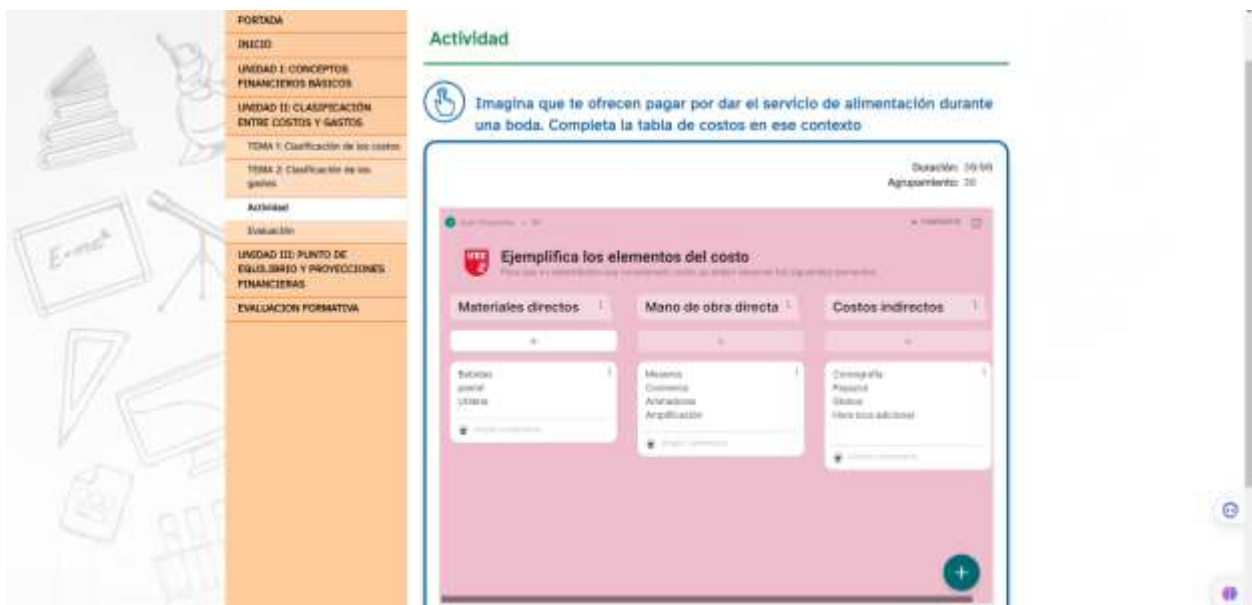 PORTADA
INICIO
UNIDAD I: CONCEPTOS
FINANCIEROS BÁSICOS
UNIDAD II: CLASIFICACIÓN
ENTRE COSTOS Y GASTOS
TEMA 1: Clasificación de los costos
TEMA 2: Clasificación de los
gastos
Actividad
Evaluación
UNIDAD III: PUNTO DE
EQUILIBRIO Y PROYECCIONES
FINANCIERAS
EVALUACION FORMATIVA
Actividad
Imagina que te ofrecen pagar por dar el servicio de alimentación durante
una boda. Completa la tabla de costos en ese
contexto
Duración:
Agrupamiento:
Ejemplifica los elementos del costo
Materiales directos
Mano de obra directa
Costos indirectos
Bebidas
Meseros
Cocineros
Animadores
Amplificación
Globos
Hora loca adicional